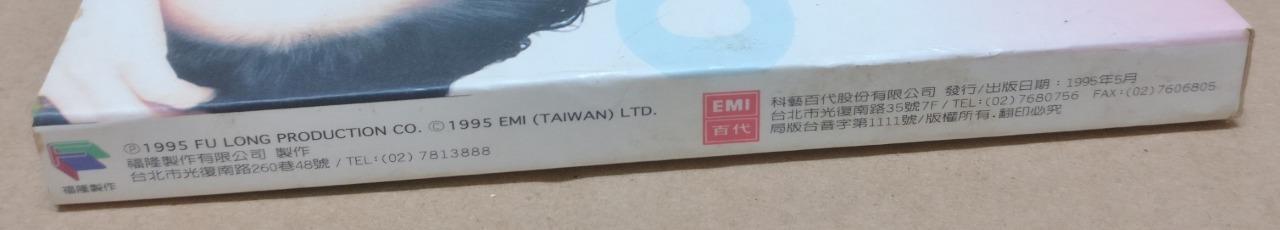 福隆製作
Ⓟ1995 FU LONG PRODUCTION CO. ©1995 EMI (TAIWAN) LTD.
福隆製作有限公司 製作
台北市光復南路260巷48號/TEL:(02) 7813888
EMI
百代
科藝百代股份有限公司 發行/出版日期：1995年5月
台北市光復南路35號7F/TEL:(02)7680756 FAX:(02)7606805
局版台音字第1111號/版權所有.翻印必究